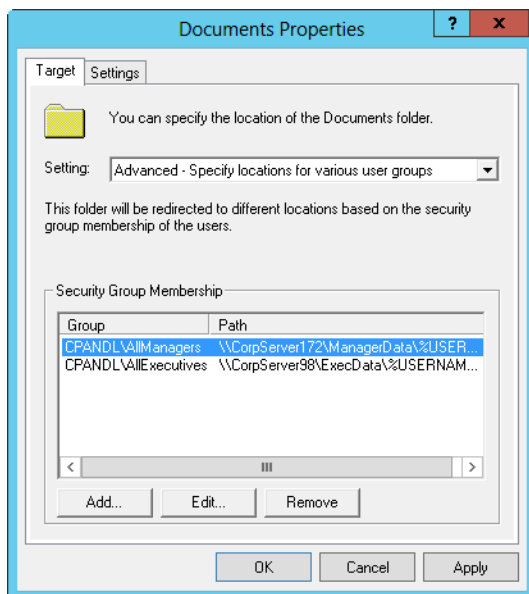 Documents Properties
?
x
Target
Settings
You can specify the location of the Documents folder.
Setting:
Advanced - Specify locations for various user groups
This folder will be redirected to different locations based on the security
group membership of the users.
Security Group Membership
Group
Path
CPANDL\AllManagers
\\CorpServer172\ManagerData\%USER...
CPANDL\AllExecutives
\\CorpServer98\ExecData\%USERNAM...
Add...
Edit...
Remove
OK
Cancel
Apply